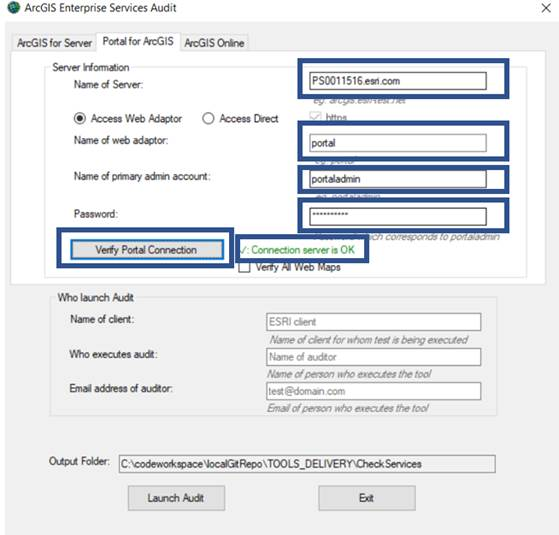 ArcGIS Enterprise Services Audit
ArcGIS for Server Portal for ArcGIS ArcGIS Online
Server Information
Name of Server: PS0011516.esri.com
eg. arcgis.esri-test.net
Access Web Adaptor Access Direct https
Name of web adaptor: portal
eg. portal
Name of primary admin account: portaladmin
eg. portaladmin
Password: **********
Password which corresponds to portaladmin
Verify Portal Connection ✓: Connection server is OK
Verify All Web Maps
Who launch Audit
Name of client: ESRI client
Name of client for whom test is being executed
Who executes audit: Name of auditor
Name of person who executes the tool
Email address of auditor: test@domain.com
Email of person who executes the tool
Output Folder: C:\codeworkspace\localGitRepo\TOOLS_DELIVERY\CheckServices
Launch Audit Exit